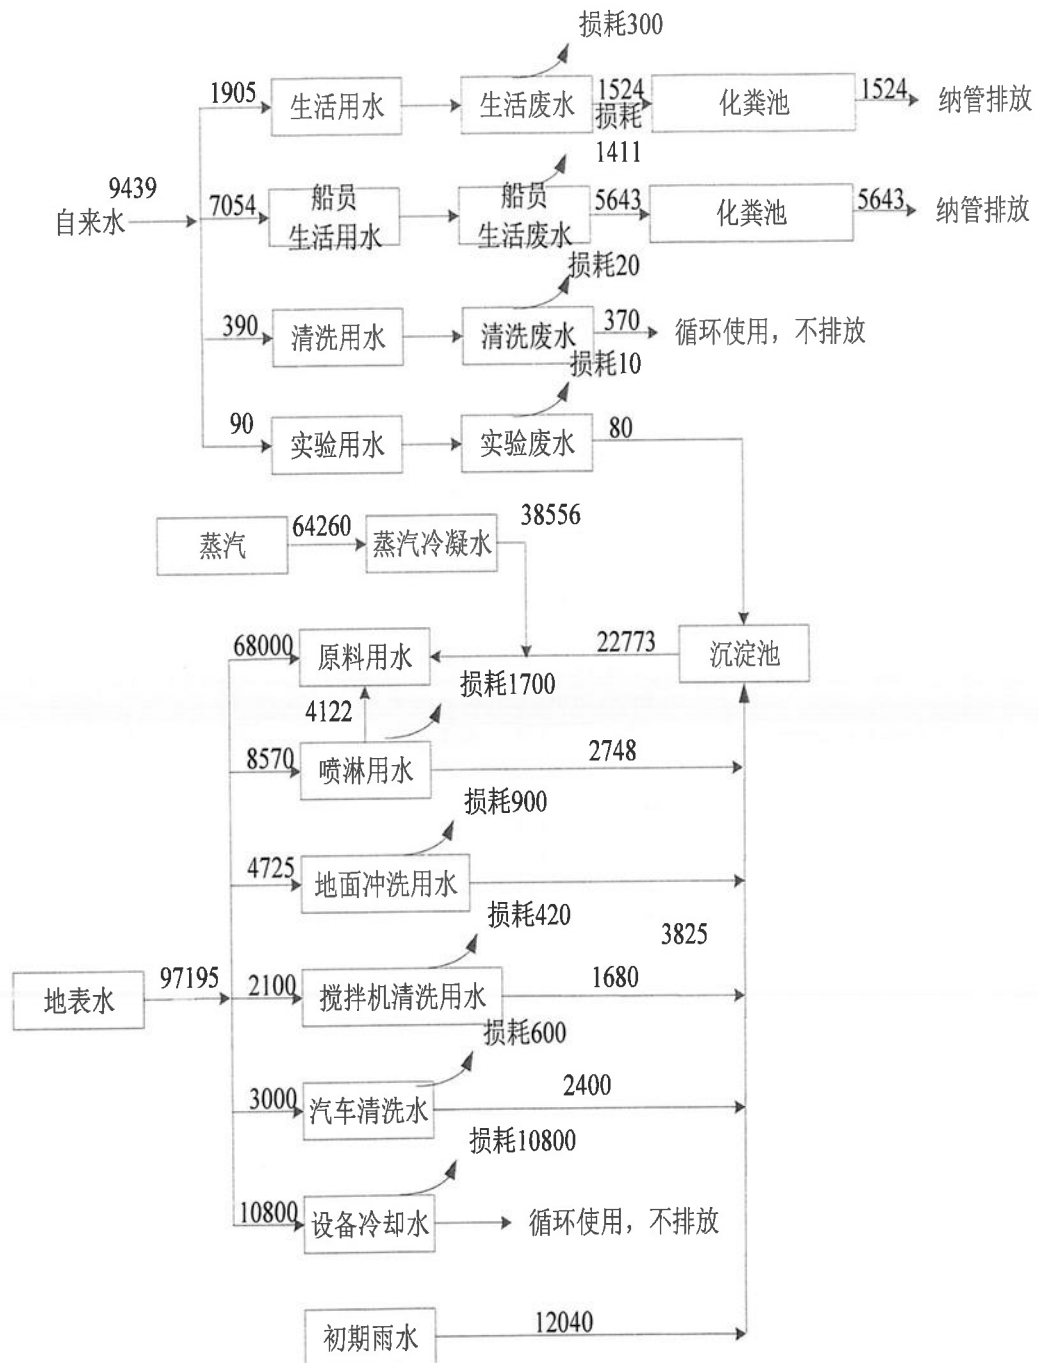 损耗300
1905
生活用水
生活废水
1524
化粪池
1524
纳管排放
损耗
1411
9439
自来水
7054
船员
生活用水
船员
生活废水
5643
化粪池
5643
纳管排放
损耗20
390
清洗用水
清洗废水
370
循环使用，不排放
损耗10
90
实验用水
实验废水
80
蒸汽
64260
蒸汽冷凝水
38556
68000
原料用水
22773
沉淀池
损耗1700
4122
8570
喷淋用水
2748
损耗900
4725
地面冲洗用水
损耗420
3825
地表水
97195
2100
搅拌机清洗用水
1680
损耗600
3000
汽车清洗水
2400
损耗10800
10800
设备冷却水
循环使用，不排放
初期雨水
12040